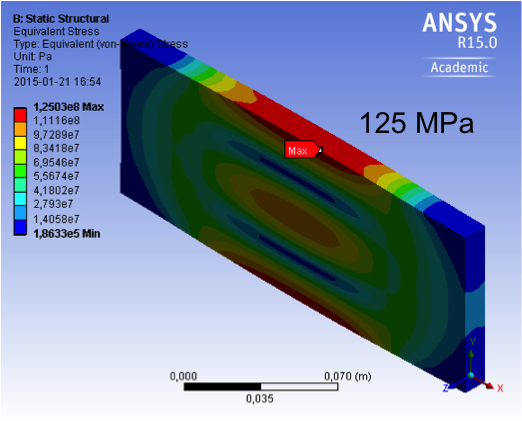 B: Static Structural
Equivalent Stress
Type: Equivalent (von-Mises) Stress
Unit: Pa
Time: 1
2015-01-21 16:54
1,2503e8 Max
1,1116e8
9,7289e7
8,3418e7
6,9546e7
5,5674e7
4,1802e7
2,793e7
1,4058e7
1,8633e5 Min
ANSYS
R15.0
Academic
125 MPa
Max
Y
Z
X
0,000
0,070 (m)
0,035